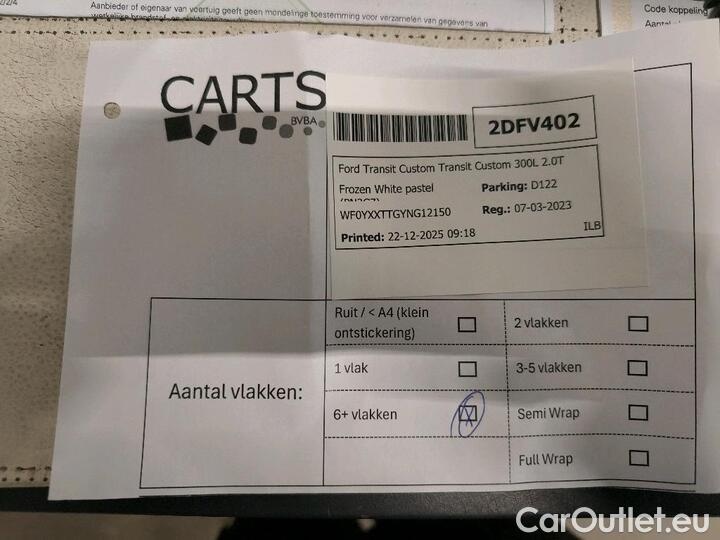 2/2/4
Aanbieder of eigenaar van voertuig geeft geen mondelinge toestemming voor verzamelen van gegevens van
Code koppeling
CARTS
BVBA
2DFV402
Ford Transit Custom Transit Custom 300L 2.0T
Frozen White pastel
Parking: D122
WF0YXXTTGYNG12150
Reg.: 07-03-2023
Printed: 22-12-2025 09:18
ILB
Aantal vlakken:
Ruit / < A4 (klein
ontstickering)
2 vlakken
1 vlak
3-5 vlakken
6+ vlakken
Semi Wrap
Full Wrap
CarOutlet.eu